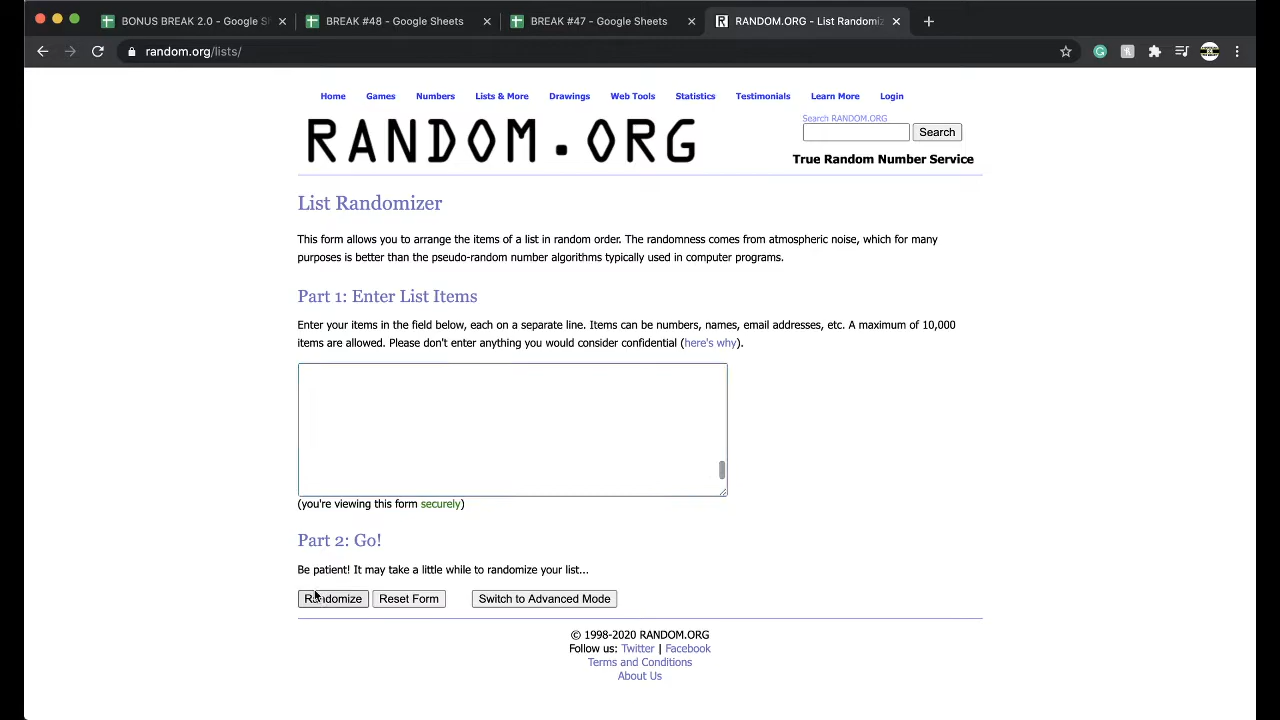 BONUS BREAK 2.0 - Google S
BREAK #48 - Google Sheets
BREAK #47 - Google Sheets
RANDOM.ORG - List Randomiz
random.org/lists/
Home Games Numbers Lists & More Drawings Web Tools Statistics Testimonials Learn More Login
RANDOM.ORG
Search RANDOM.ORG
Search
True Random Number Service
List Randomizer
This form allows you to arrange the items of a list in random order. The randomness comes from atmospheric noise, which for many
purposes is better than the pseudo-random number algorithms typically used in computer programs.
Part 1: Enter List Items
Enter your items in the field below, each on a separate line. Items can be numbers, names, email addresses, etc. A maximum of 10,000
items are allowed. Please don't enter anything you would consider confidential (here's why).
(you're viewing this form securely)
Part 2: Go!
Be patient! It may take a little while to randomize your list...
Randomize Reset Form Switch to Advanced Mode
© 1998-2020 RANDOM.ORG
Follow us: Twitter | Facebook
Terms and Conditions
About Us